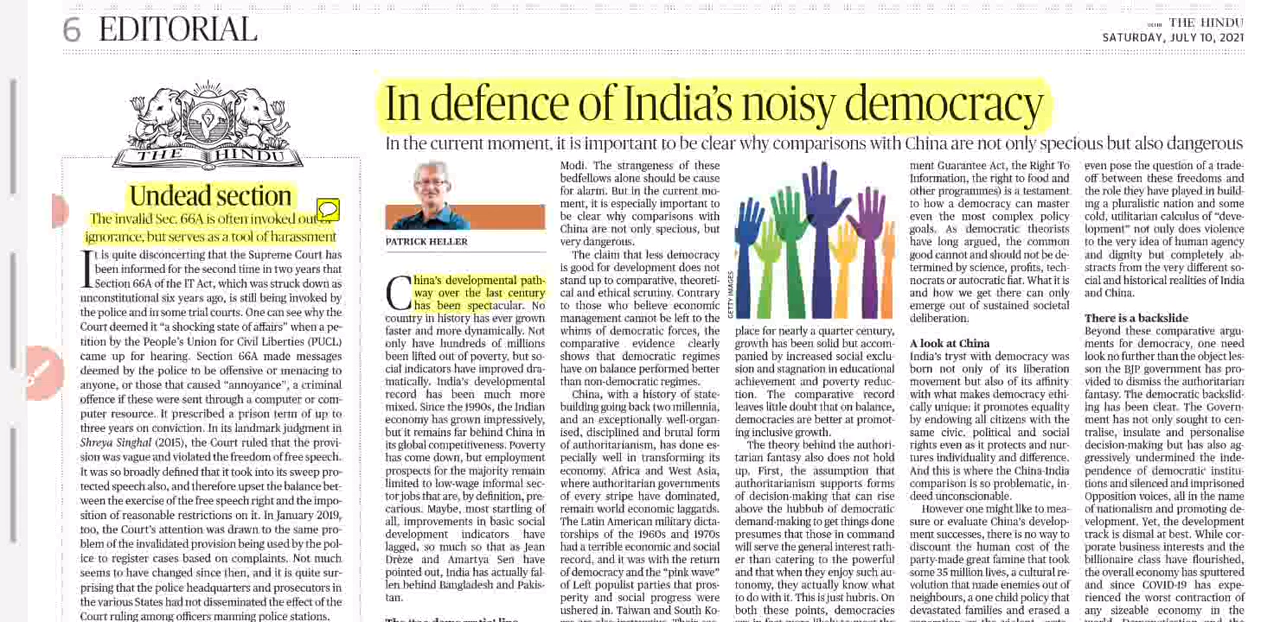 6 EDITORIAL
THE HINDU
SATURDAY, JULY 10, 2021
THE HINDU
Undead section
The invalid Sec. 66A is often invoked out of
ignorance, but serves as a tool of harassment
It is quite disconcerting that the Supreme Court has
been informed for the second time in two years that
Section 66A of the IT Act, which was struck down as
unconstitutional six years ago, is still being invoked by
the police and in some trial courts. One can see why the
Court deemed it “a shocking state of affairs” when a pe-
tition by the People’s Union for Civil Liberties (PUCL)
came up for hearing. Section 66A made messages
deemed by the police to be offensive or menacing to
anyone, or those that caused “annoyance”, a criminal
offence if these were sent through a computer or com-
puter resource. It prescribed a prison term of up to
three years on conviction. In its landmark judgment in
Shreya Singhal (2015), the Court ruled that the provi-
sion was vague and violated the freedom of free speech.
It was so broadly defined that it took into its sweep pro-
tected speech also, and therefore upset the balance bet-
ween the exercise of the free speech right and the impo-
sition of reasonable restrictions on it. In January 2019,
too, the Court’s attention was drawn to the same pro-
blem of the invalidated provision being used by the pol-
ice to register cases based on complaints. Not much
seems to have changed since then, and it is quite sur-
prising that the police headquarters and prosecutors in
the various States had not disseminated the effect of the
Court ruling among officers manning police stations.
In defence of India’s noisy democracy
In the current moment, it is important to be clear why comparisons with China are not only specious but also dangerous
PATRICK HELLER
China’s developmental path-
way over the last century
has been spectacular. No
country in history has ever grown
faster and more dynamically. Not
only have hundreds of millions
been lifted out of poverty, but so-
cial indicators have improved dra-
matically. India’s developmental
record has been much more
mixed. Since the 1990s, the Indian
economy has grown impressively,
but it remains far behind China in
its global competitiveness. Poverty
has come down, but employment
prospects for the majority remain
limited to low-wage informal sec-
tor jobs that are, by definition, pre-
carious. Maybe, most startling of
all, improvements in basic social
development indicators have
lagged, so much so that as Jean
Drèze and Amartya Sen have
pointed out, India has actually fal-
len behind Bangladesh and Pakis-
tan.
Modi. The strangeness of these
bedfellows alone should be cause
for alarm. But in the current mo-
ment, it is especially important to
be clear why comparisons with
China are not only specious, but
very dangerous.
The claim that less democracy
is good for development does not
stand up to comparative, theoreti-
cal and ethical scrutiny. Contrary
to those who believe economic
management cannot be left to the
whims of democratic forces, the
comparative evidence clearly
shows that democratic regimes
have on balance performed better
than non-democratic regimes.
China, with a history of state-
building going back two millennia,
and an exceptionally well-organ-
ised, disciplined and brutal form
of authoritarianism, has done es-
pecially well in transforming its
economy. Africa and West Asia,
where authoritarian governments
of every stripe have dominated,
remain world economic laggards.
The Latin American military dicta-
torships of the 1960s and 1970s
had a terrible economic and social
record, and it was with the return
of democracy and the “pink wave”
of Left populist parties that pros-
perity and social progress were
ushered in. Taiwan and South Ko-
GETTY IMAGES
place for nearly a quarter century,
growth has been solid but accom-
panied by increased social exclu-
sion and stagnation in educational
achievement and poverty reduc-
tion. The comparative record
leaves little doubt that on balance,
democracies are better at promot-
ing inclusive growth.
The theory behind the authori-
tarian fantasy also does not hold
up. First, the assumption that
authoritarianism supports forms
of decision-making that can rise
above the hubbub of democratic
demand-making to get things done
presumes that those in command
will serve the general interest rath-
er than catering to the powerful
and that when they enjoy such au-
tonomy, they actually know what
to do with it. This is just hubris. On
both these points, democracies
ment Guarantee Act, the Right To
Information, the right to food and
other programmes) is a testament
to how a democracy can master
even the most complex policy
goals. As democratic theorists
have long argued, the common
good cannot and should not be de-
termined by science, profits, tech-
nocrats or autocratic fiat. What it is
and how we get there can only
emerge out of sustained societal
deliberation.
A look at China
India’s tryst with democracy was
born not only of its liberation
movement but also of its affinity
with what makes democracy ethi-
cally unique: it promotes equality
by endowing all citizens with the
same civic, political and social
rights even as it protects and nur-
tures individuality and difference.
And this is where the China-India
comparison is so problematic, in-
deed unconscionable.
However one might like to mea-
sure or evaluate China’s develop-
ment successes, there is no way to
discount the human cost of the
party-made great famine that took
some 35 million lives, a cultural re-
volution that made enemies out of
neighbours, a one child policy that
devastated families and erased a
even pose the question of a trade-
off between these freedoms and
the role they have played in build-
ing a pluralistic nation and some
cold, utilitarian calculus of “deve-
lopment” not only does violence
to the very idea of human agency
and dignity but completely ab-
stracts from the very different so-
cial and historical realities of India
and China.
There is a backslide
Beyond these comparative argu-
ments for democracy, one need
look no further than the object les-
son the BJP government has pro-
vided to dismiss the authoritarian
fantasy. The democratic backslid-
ing has been clear. The Govern-
ment has not only sought to cen-
tralise, insulate and personalise
decision-making but has also ag-
gressively undermined the inde-
pendence of democratic institu-
tions and silenced and imprisoned
Opposition voices, all in the name
of nationalism and promoting de-
velopment. Yet, the development
track is dismal at best. While cor-
porate business interests and the
billionaire class have flourished,
the overall economy has sputtered
and since COVID-19 has expe-
rienced the worst contraction of
any sizeable economy in the